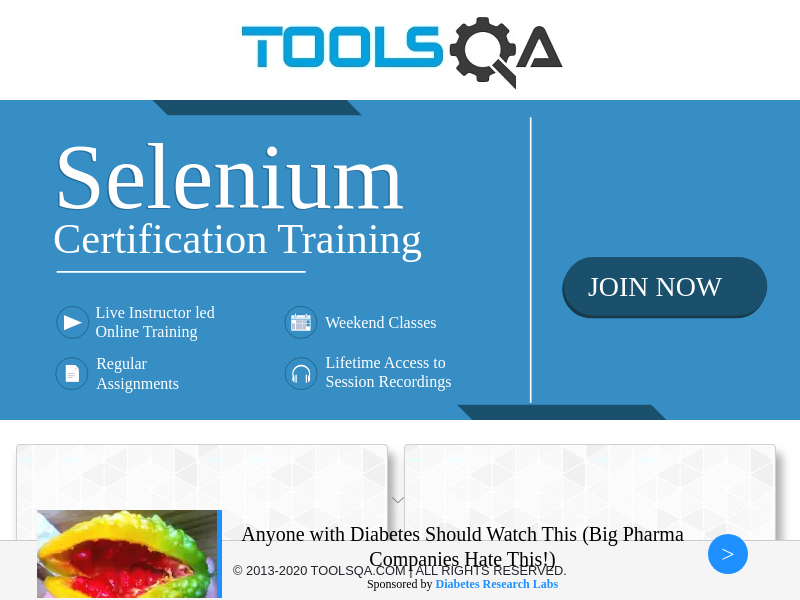 TOOLSQA
Selenium
Certification Training
JOIN NOW
Live Instructor led
Online Training
Weekend Classes
Regular
Assignments
Lifetime Access to
Session Recordings
Anyone with Diabetes Should Watch This (Big Pharma
Companies Hate This!)
>
© 2013-2020 TOOLSQA.COM | ALL RIGHTS RESERVED.
Sponsored by Diabetes Research Labs